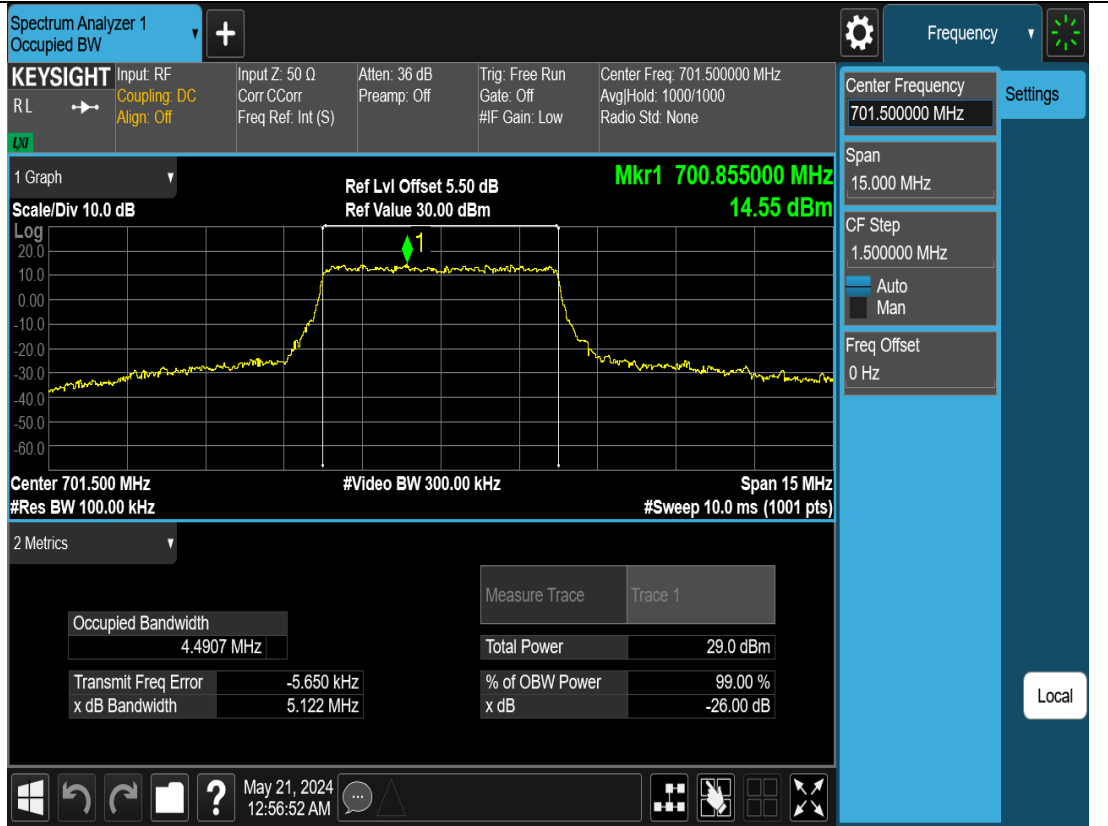 Spectrum Analyzer 1
Occupied BW
+
Frequency
KEYSIGHT
R L
LXI
Input: RF
Coupling: DC
Align: Off
Input Z: 50 Ω
Corr CCorr
Freq Ref: Int (S)
Atten: 36 dB
Preamp: Off
Trig: Free Run
Gate: Off
#IF Gain: Low
Center Freq: 701.500000 MHz
Avg|Hold: 1000/1000
Radio Std: None
Center Frequency
701.500000 MHz
Settings
Span
15.000 MHz
CF Step
1.500000 MHz
Auto
Man
Freq Offset
0 Hz
Local
1 Graph
Ref Lvl Offset 5.50 dB
Mkr1 700.855000 MHz
Scale/Div 10.0 dB
Ref Value 30.00 dBm
14.55 dBm
Log
1
20.0
10.0
0.00
-10.0
-20.0
-30.0
-40.0
-50.0
-60.0
Center 701.500 MHz
#Video BW 300.00 kHz
Span 15 MHz
#Res BW 100.00 kHz
#Sweep 10.0 ms (1001 pts)
2 Metrics
Measure Trace
Trace 1
Occupied Bandwidth
4.4907 MHz
Total Power
29.0 dBm
Transmit Freq Error
-5.650 kHz
% of OBW Power
99.00 %
x dB Bandwidth
5.122 MHz
x dB
-26.00 dB
?
May 21, 2024
12:56:52 AM